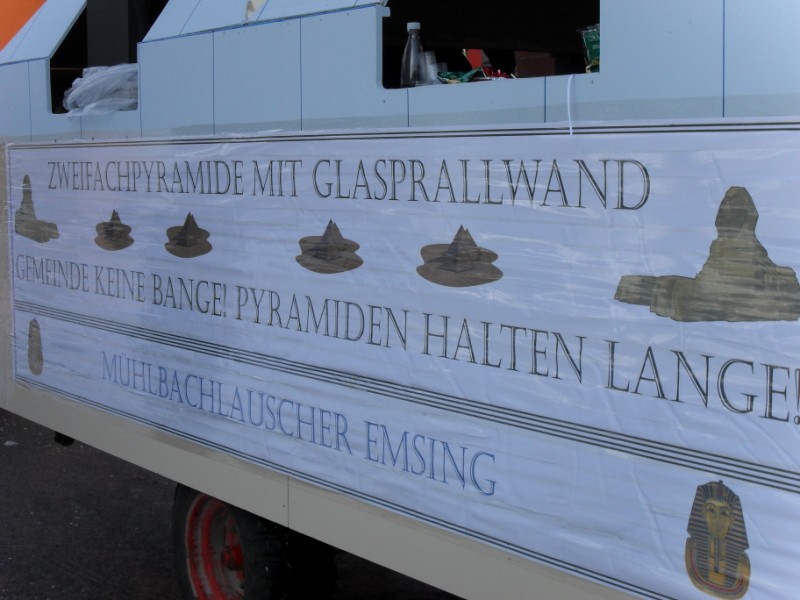 ZWEIFACHPYRAMIDE MIT GLASPRALLWAND
GEMEINDE KEINE BANGE! PYRAMIDEN HALTEN LANGE!
MÜHLBACHLAUSCHER EMSING